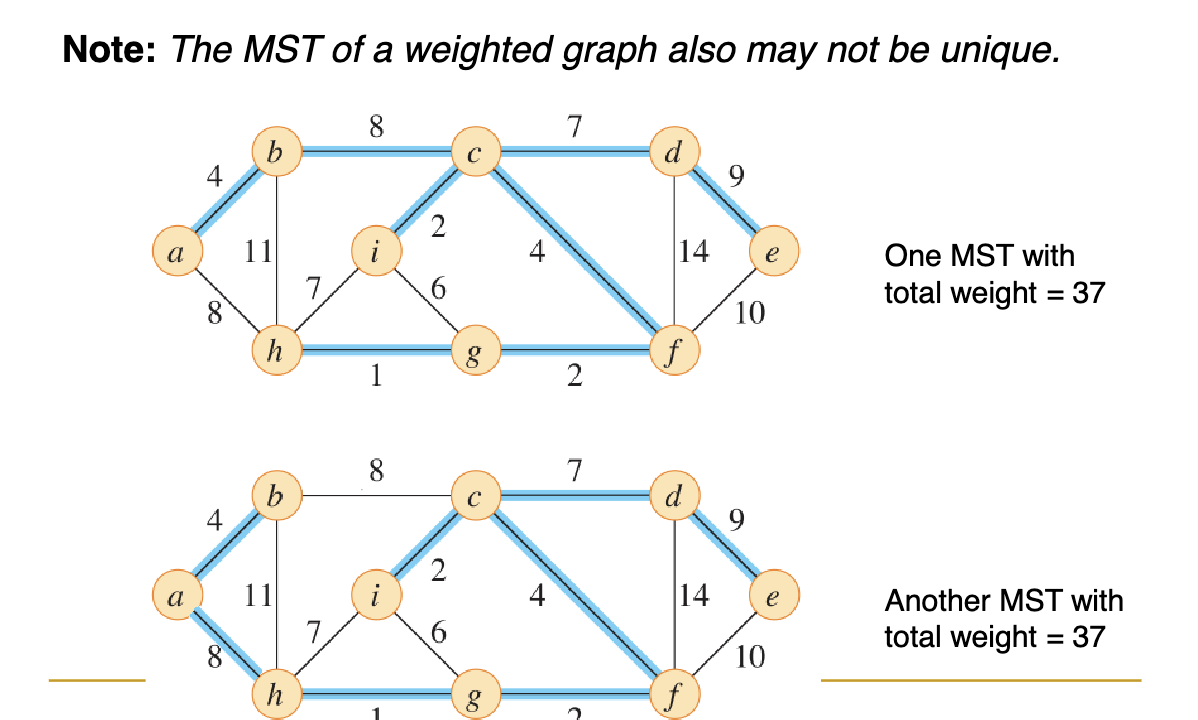 Note: The MST of a weighted graph also may not be unique.
8 7
b c d
4 9
2
a 11 i 4 14 e
7 6
8 10
h g f
1 2
One MST with
total weight = 37
8 7
b c d
4 9
2
a 11 i 4 14 e
7 6
8 10
h g f
Another MST with
total weight = 37